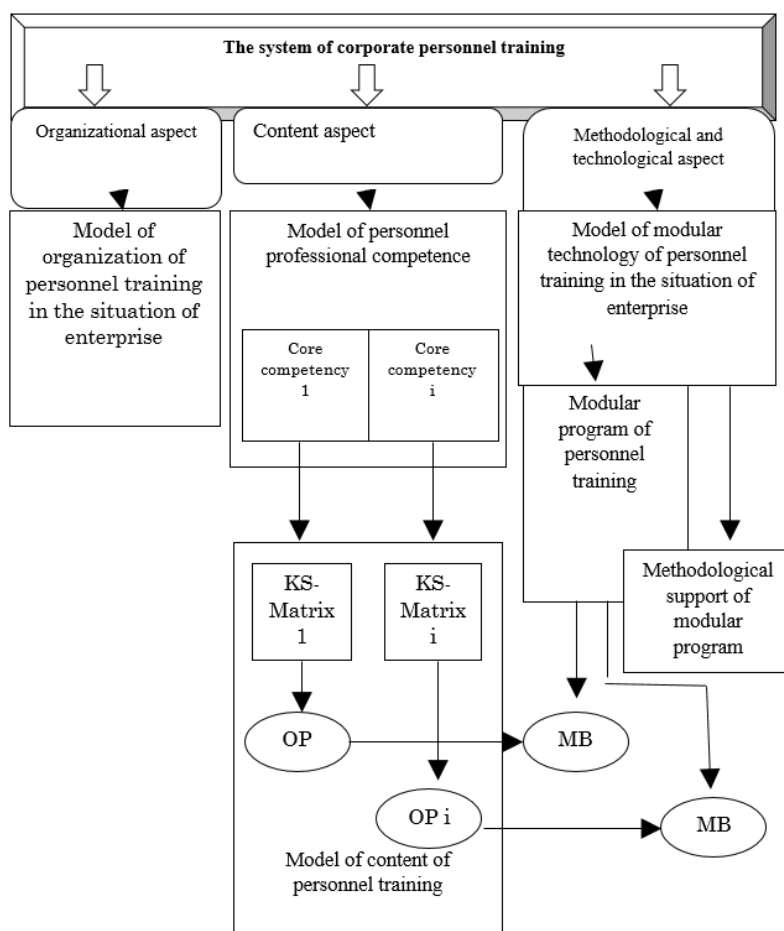 The system of corporate personnel training
Organizational aspect
Content aspect
Methodological and
technological aspect
Model of
organization of
personnel training
in the situation of
enterprise
Model of personnel
professional competence
Model of modular
technology of personnel
training in the situation of
enterprise
Core
competency
1
Core
competency
i
Modular
program of
personnel
training
KS-
Matrix
1
KS-
Matrix
i
Methodological
support of
modular
program
OP
MB
OP i
MB
Model of content of
personnel training